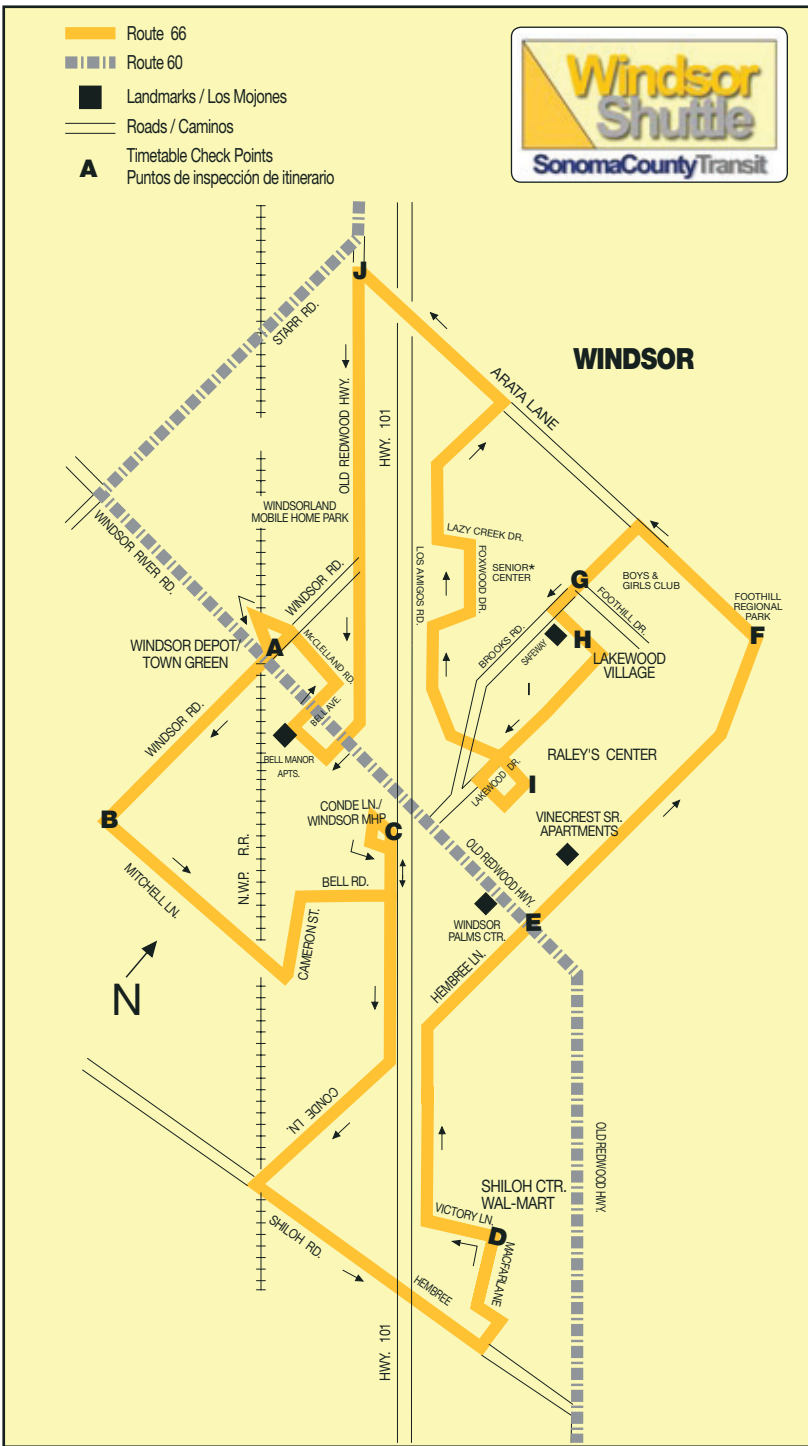 Route 66
Route 60
Landmarks / Los Mojones
Roads / Caminos
A
Timetable Check Points
Puntos de inspección de itinerario
Windsor
Shuttle
SonomaCountyTransit
J
STARR RD.
WINDSOR
ARATA LANE
OLD REDWOOD HWY.
HWY. 101
WINDSORLAND
MOBILE HOME PARK
WINDSOR RIVER RD.
WINDSOR RD.
LAZY CREEK DR.
FOXWOOD DR.
LOS AMIGOS RD.
SENIOR*
CENTER
G
BOYS &
GIRLS CLUB
FOOTHILL DR.
FOOTHILL
REGIONAL
PARK
F
BROOKS RD.
SAFEWAY
H
LAKEWOOD
VILLAGE
WINDSOR DEPOT/
TOWN GREEN
A
MCCLELLAND RD.
BELL AVE.
WINDSOR RD.
BELL MANOR
APTS.
I
RALEY'S CENTER
LAKEWOOD DR.
I
B
CONDE LN./
WINDSOR MHP
C
VINECREST SR.
APARTMENTS
OLD REDWOOD HWY.
MITCHELL LN.
N.W.P. R.R.
BELL RD.
CAMERON ST.
WINDSOR
PALMS CTR.
E
HEMBREE LN.
N
CONDE LN.
OLD REDWOOD HWY.
SHILOH CTR.
WAL-MART
VICTORY LN.
D
MACFARLANE
SHILOH RD.
HEMBREE
HWY. 101